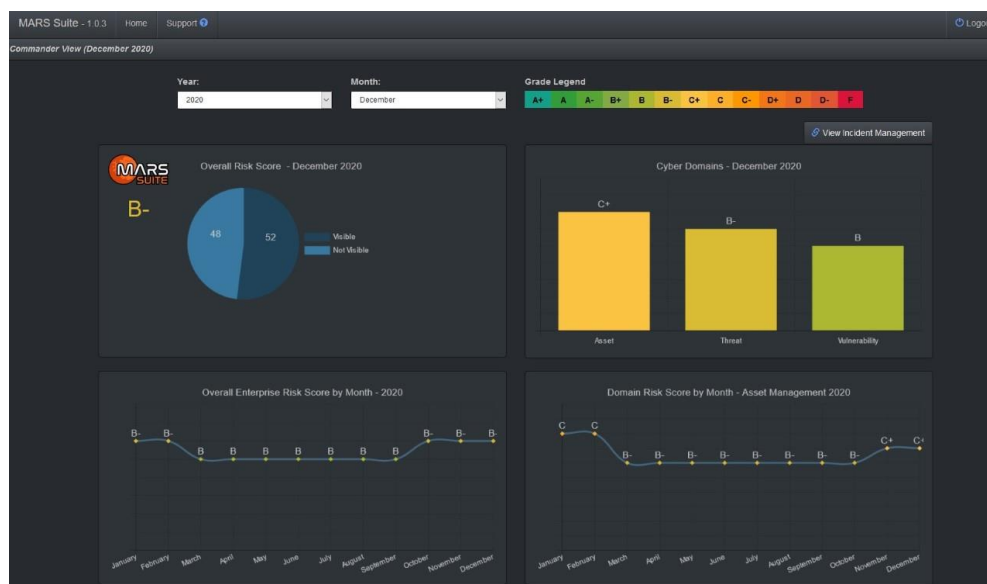 MARS Suite - 1.0.3 Home Support ? Logou
Commander View (December 2020)
Year: Month: Grade Legend
2020 December A+ A A- B+ B B- C+ C C- D+ D D- F
View Incident Management
MARS
SUITE
B-
Overall Risk Score - December 2020
48 52
Visible
Not Visible
Cyber Domains - December 2020
C+ B- B
Asset Threat Vulnerability
Overall Enterprise Risk Score by Month - 2020
B- B- B B B B B B B B- B- B-
January February March April May June July August September October November December
Domain Risk Score by Month - Asset Management 2020
C C B- B- B- B- B- B- B- B- C+ C+
January February March April May June July August September October November December